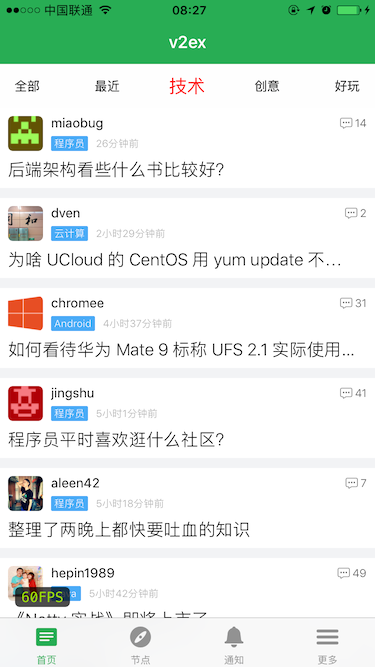 中国联通 08:27
v2ex
全部 最近 技术 创意 好玩
miaobug 14
程序员 26分钟前
后端架构看些什么书比较好?
dven 2
云计算 2小时29分钟前
为啥 UCloud 的 CentOS 用 yum update 不...
chromee 31
Android 4小时37分钟前
如何看待华为 Mate 9 标称 UFS 2.1 实际使用...
jingshu 41
程序员 5小时1分钟前
程序员平时喜欢逛什么社区?
aleen42 7
程序员 5小时18分钟前
整理了两晚上都快要吐血的知识
hepin1989 49
60FPS 5小时42分钟前
《Netty 实战》即将上市了
首页 节点 通知 更多